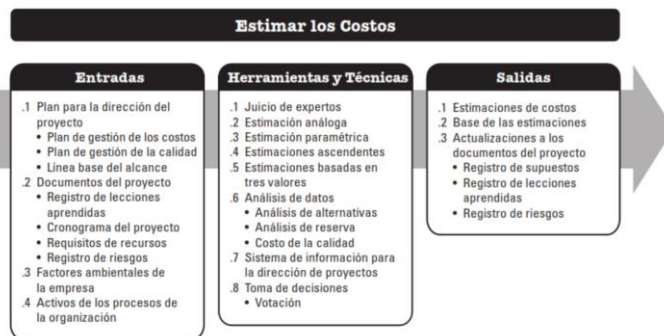 Estimar los Costos
Entradas
.1 Plan para la dirección del
proyecto
• Plan de gestión de los costos
• Plan de gestión de la calidad
• Línea base del alcance
.2 Documentos del proyecto
• Registro de lecciones
aprendidas
• Cronograma del proyecto
• Requisitos de recursos
• Registro de riesgos
.3 Factores ambientales de
la empresa
.4 Activos de los procesos de
la organización
Herramientas y Técnicas
.1 Juicio de expertos
.2 Estimación análoga
.3 Estimación paramétrica
.4 Estimaciones ascendentes
.5 Estimaciones basadas en
tres valores
.6 Análisis de datos
• Análisis de alternativas
• Análisis de reserva
• Costo de la calidad
.7 Sistema de información para
la dirección de proyectos
.8 Toma de decisiones
• Votación
Salidas
.1 Estimaciones de costos
.2 Base de las estimaciones
.3 Actualizaciones a los
documentos del proyecto
• Registro de supuestos
• Registro de lecciones
aprendidas
• Registro de riesgos